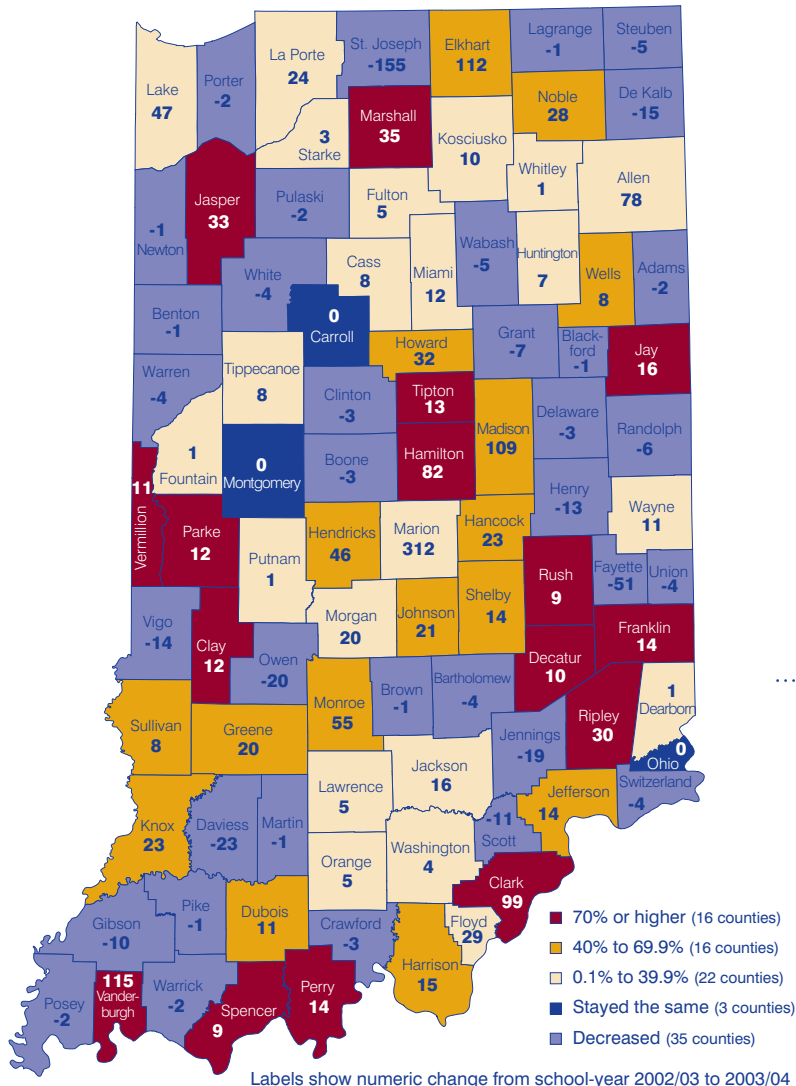 St. Joseph
-155
Elkhart
112
Lagrange
-1
Steuben
-5
La Porte
24
Lake
47
Porter
-2
Noble
28
De Kalb
-15
Marshall
35
3
Starke
Kosciusko
10
Whitley
1
Allen
78
Jasper
33
Pulaski
-2
Fulton
5
-1
Newton
White
-4
Cass
8
Miami
12
Wabash
-5
Huntington
7
Wells
8
Adams
-2
Benton
-1
0
Carroll
Howard
32
Grant
-7
Black-
ford
-1
Jay
16
Warren
-4
Tippecanoe
8
Clinton
-3
Tipton
13
Madison
109
Delaware
-3
Randolph
-6
1
Fountain
0
Montgomery
Boone
-3
Hamilton
82
Henry
-13
Wayne
11
11
Vermillion
Parke
12
Putnam
1
Hendricks
46
Marion
312
Hancock
23
Rush
9
Fayette
-51
Union
-4
Vigo
-14
Clay
12
Owen
-20
Morgan
20
Johnson
21
Shelby
14
Decatur
10
Franklin
14
Sullivan
8
Greene
20
Monroe
55
Brown
-1
Bartholomew
-4
Jennings
-19
Ripley
30
1
Dearborn
0
Ohio
...
Knox
23
Daviess
-23
Martin
-1
Lawrence
5
Jackson
16
Jefferson
14
Switzerland
-4
Orange
5
Washington
4
-11
Scott
Clark
99
Gibson
-10
Pike
-1
Dubois
11
Crawford
-3
Harrison
15
Floyd
29
Posey
-2
115
Vander-
burgh
Warrick
-2
Spencer
9
Perry
14
70% or higher (16 counties)
40% to 69.9% (16 counties)
0.1% to 39.9% (22 counties)
Stayed the same (3 counties)
Decreased (35 counties)
Labels show numeric change from school-year 2002/03 to 2003/04